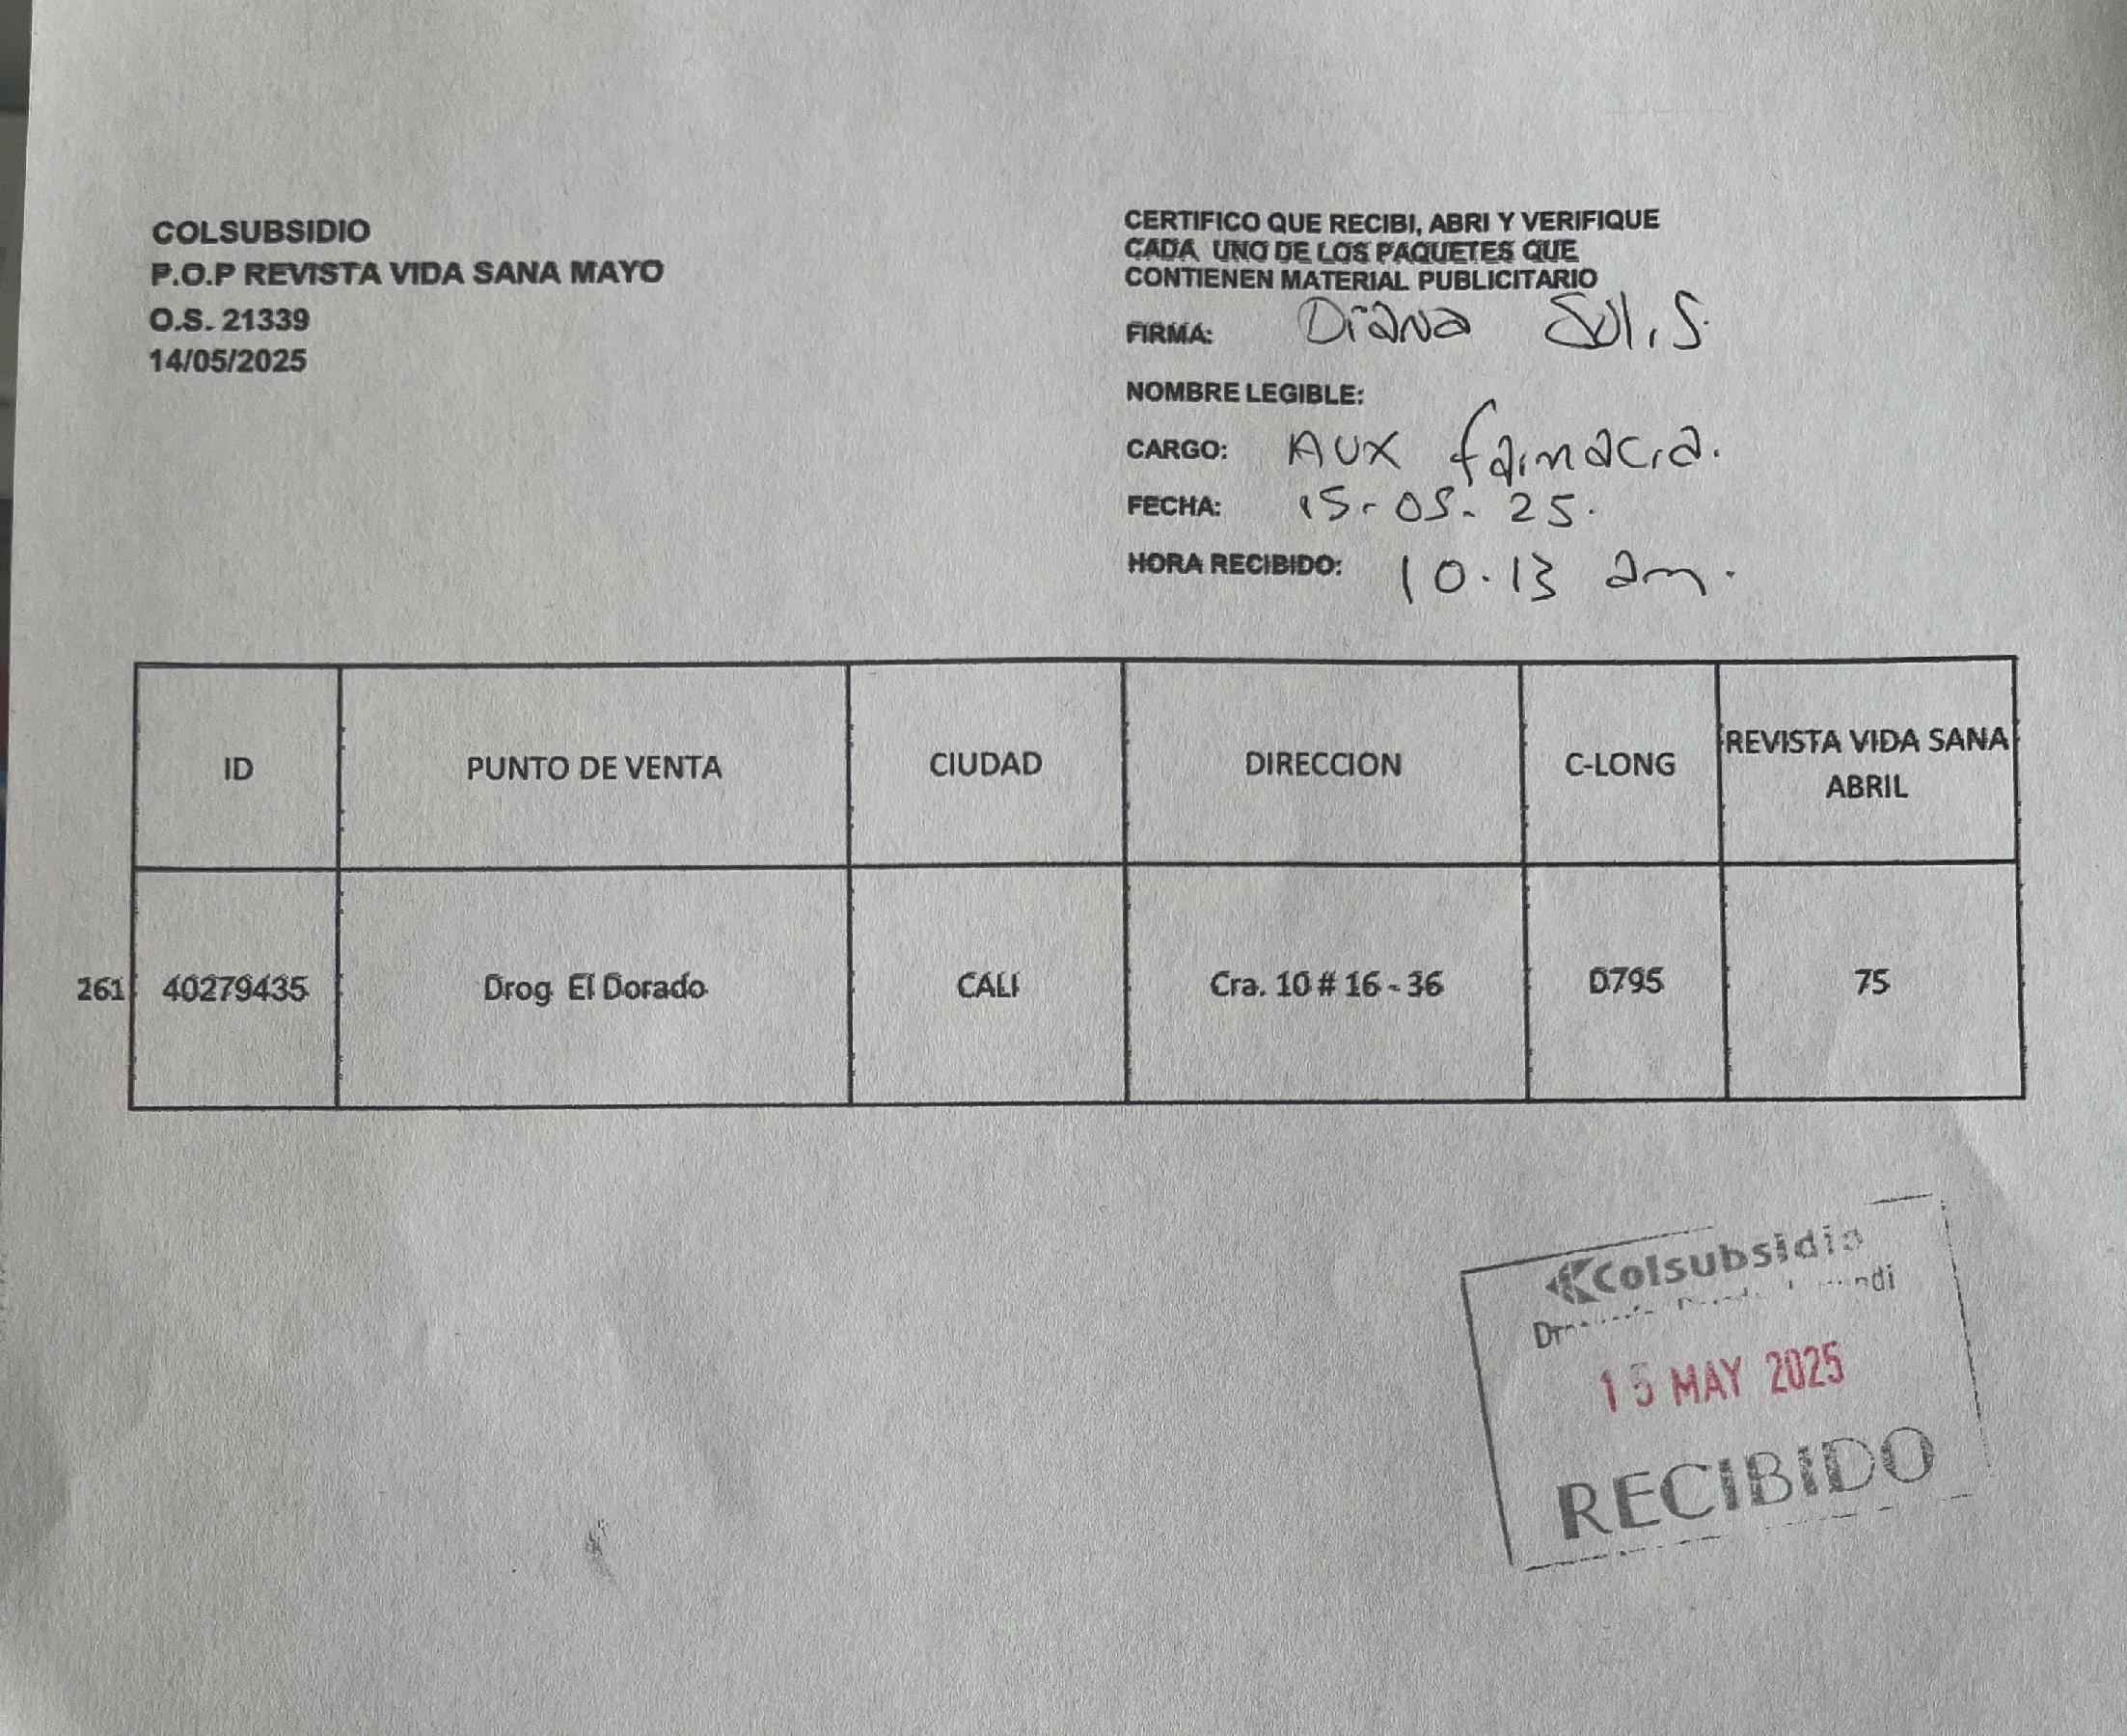 COLSUBSIDIO
P.O.P REVISTA VIDA SANA MAYO
O.S. 21339
14/05/2025
CERTIFICO QUE RECIBI, ABRI Y VERIFIQUE
CADA UNO DE LOS PAQUETES QUE
CONTIENEN MATERIAL PUBLICITARIO
FIRMA: Diana Solis.
NOMBRE LEGIBLE:
CARGO: AUX farmacia.
FECHA: 15-05-25.
HORA RECIBIDO: 10.13 am.
ID PUNTO DE VENTA CIUDAD DIRECCION C-LONG REVISTA VIDA SANA
ABRIL
261 40279435 Drog El Dorado CALI Cra. 10 # 16 - 36 D795 75
Colsubsidio
15 MAY 2025
RECIBIDO